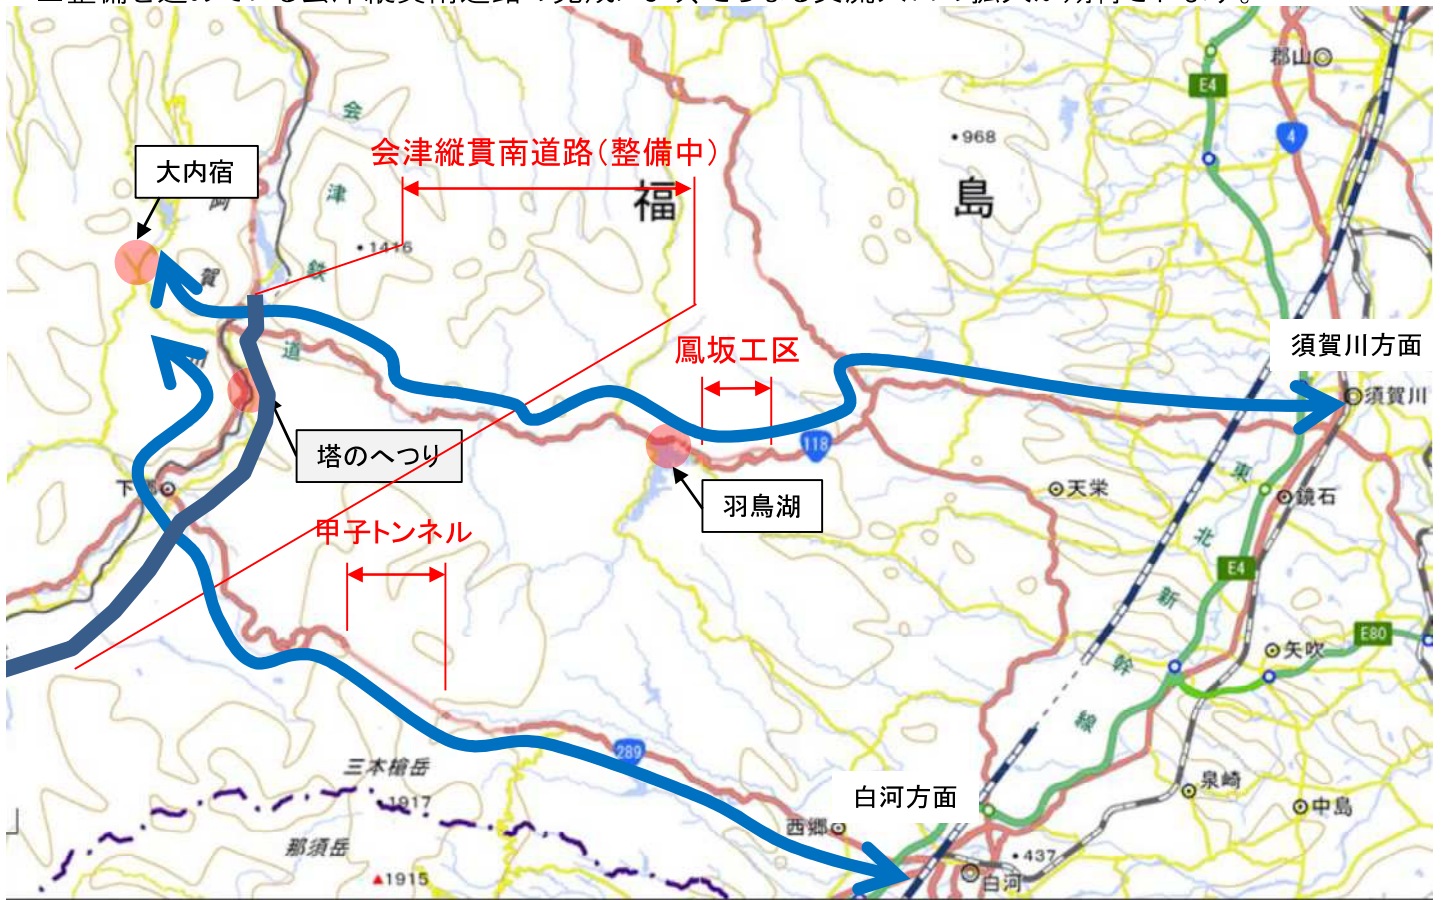 郡山
E4
4
会
・968
会津縦貫南道路(整備中)
大内宿
福
島
津
阿
・1416
鉄
賀
須賀川方面
道
鳳坂工区
川
須賀川
118
塔のへつり
東
下郷
羽鳥湖
天栄
鏡石
甲子トンネル
北
E4
新
E80
矢吹
幹
線
289
三本槍岳
泉崎
白河方面
1917
中島
西郷
那須岳
・437
1915
白河